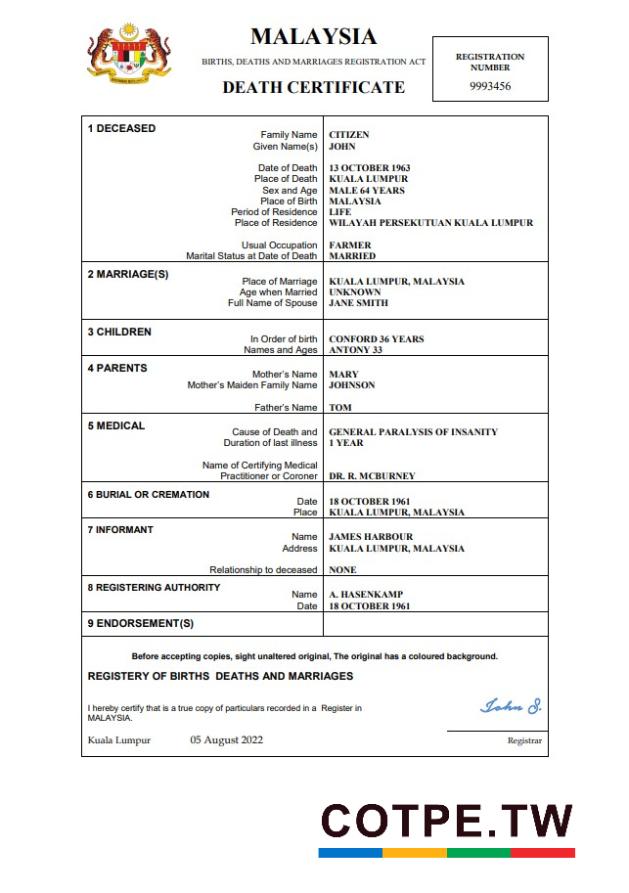 MALAYSIA
BIRTHS, DEATHS AND MARRIAGES REGISTRATION ACT
DEATH CERTIFICATE
REGISTRATION
NUMBER
9993456
1 DECEASED
Family Name CITIZEN
Given Name(s) JOHN
Date of Death 13 OCTOBER 1963
Place of Death KUALA LUMPUR
Sex and Age MALE 64 YEARS
Place of Birth MALAYSIA
Period of Residence LIFE
Place of Residence WILAYAH PERSEKUTUAN KUALA LUMPUR
Usual Occupation FARMER
Marital Status at Date of Death MARRIED
2 MARRIAGE(S)
Place of Marriage KUALA LUMPUR, MALAYSIA
Age when Married UNKNOWN
Full Name of Spouse JANE SMITH
3 CHILDREN
In Order of birth CONFORD 36 YEARS
Names and Ages ANTONY 33
4 PARENTS
Mother's Name MARY
Mother's Maiden Family Name JOHNSON
Father's Name TOM
5 MEDICAL
Cause of Death and GENERAL PARALYSIS OF INSANITY
Duration of last illness 1 YEAR
Name of Certifying Medical
Practitioner or Coroner DR. R. MCBURNEY
6 BURIAL OR CREMATION
Date 18 OCTOBER 1961
Place KUALA LUMPUR, MALAYSIA
7 INFORMANT
Name JAMES HARBOUR
Address KUALA LUMPUR, MALAYSIA
Relationship to deceased NONE
8 REGISTERING AUTHORITY
Name A. HASENKAMP
Date 18 OCTOBER 1961
9 ENDORSEMENT(S)
Before accepting copies, sight unaltered original, The original has a coloured background.
REGISTERY OF BIRTHS DEATHS AND MARRIAGES
I hereby certify that is a true copy of particulars recorded in a Register in
MALAYSIA.
John S.
Kuala Lumpur 05 August 2022
Registrar
COTPE.TW